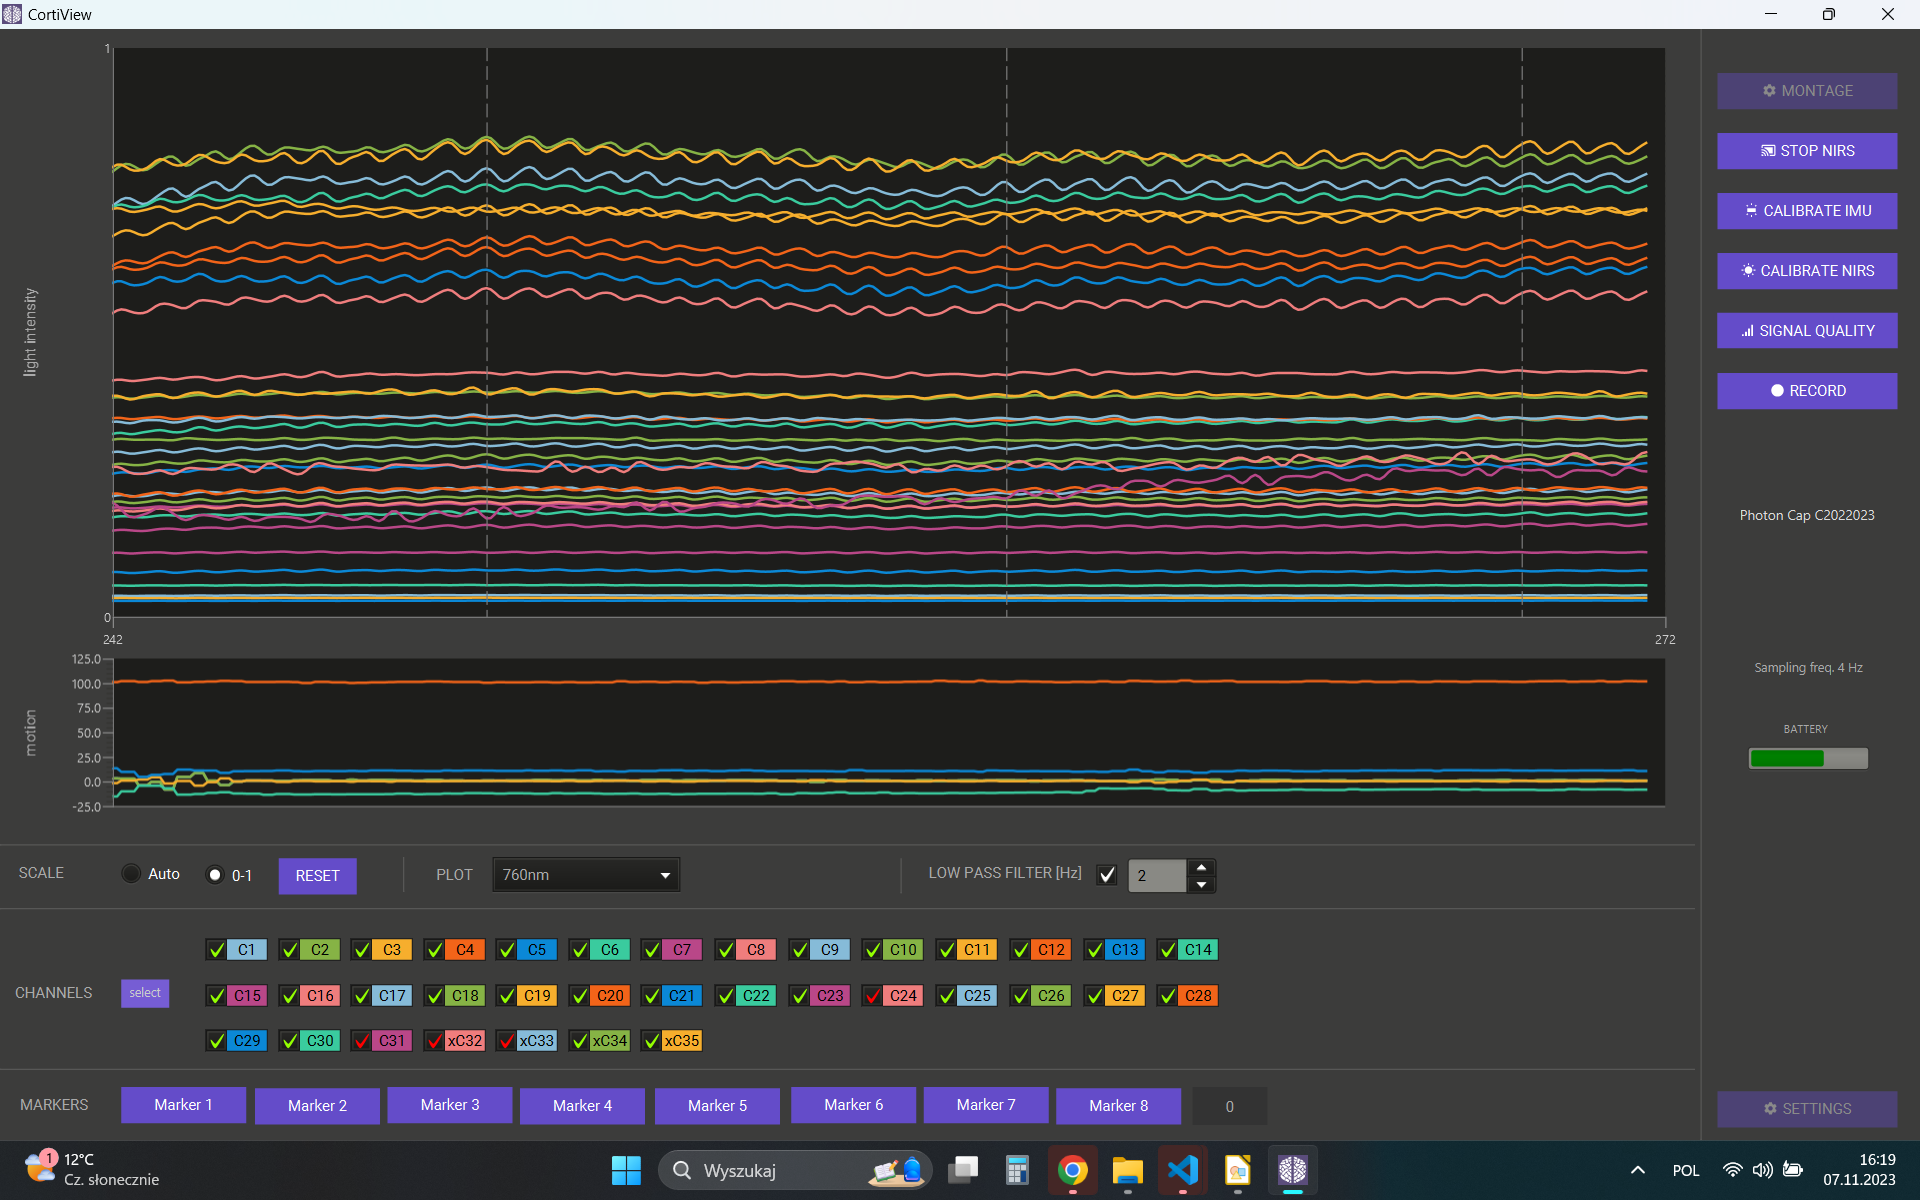 CortiView
1
light intensity
0
242
272
125.0
100.0
75.0
50.0
25.0
0.0
-25.0
motion
MONTAGE
STOP NIRS
CALIBRATE IMU
CALIBRATE NIRS
SIGNAL QUALITY
RECORD
Photon Cap C2022023
Sampling freq. 4 Hz
BATTERY
SCALE Auto 0-1 RESET PLOT 760nm LOW PASS FILTER [Hz] 2
C1 C2 C3 C4 C5 C6 C7 C8 C9 C10 C11 C12 C13 C14
CHANNELS select C15 C16 C17 C18 C19 C20 C21 C22 C23 C24 C25 C26 C27 C28
C29 C30 C31 xC32 xC33 xC34 xC35
MARKERS Marker 1 Marker 2 Marker 3 Marker 4 Marker 5 Marker 6 Marker 7 Marker 8 0
SETTINGS
1
12°C
Cz. słonecznie
Wyszukaj
POL
16:19
07.11.2023